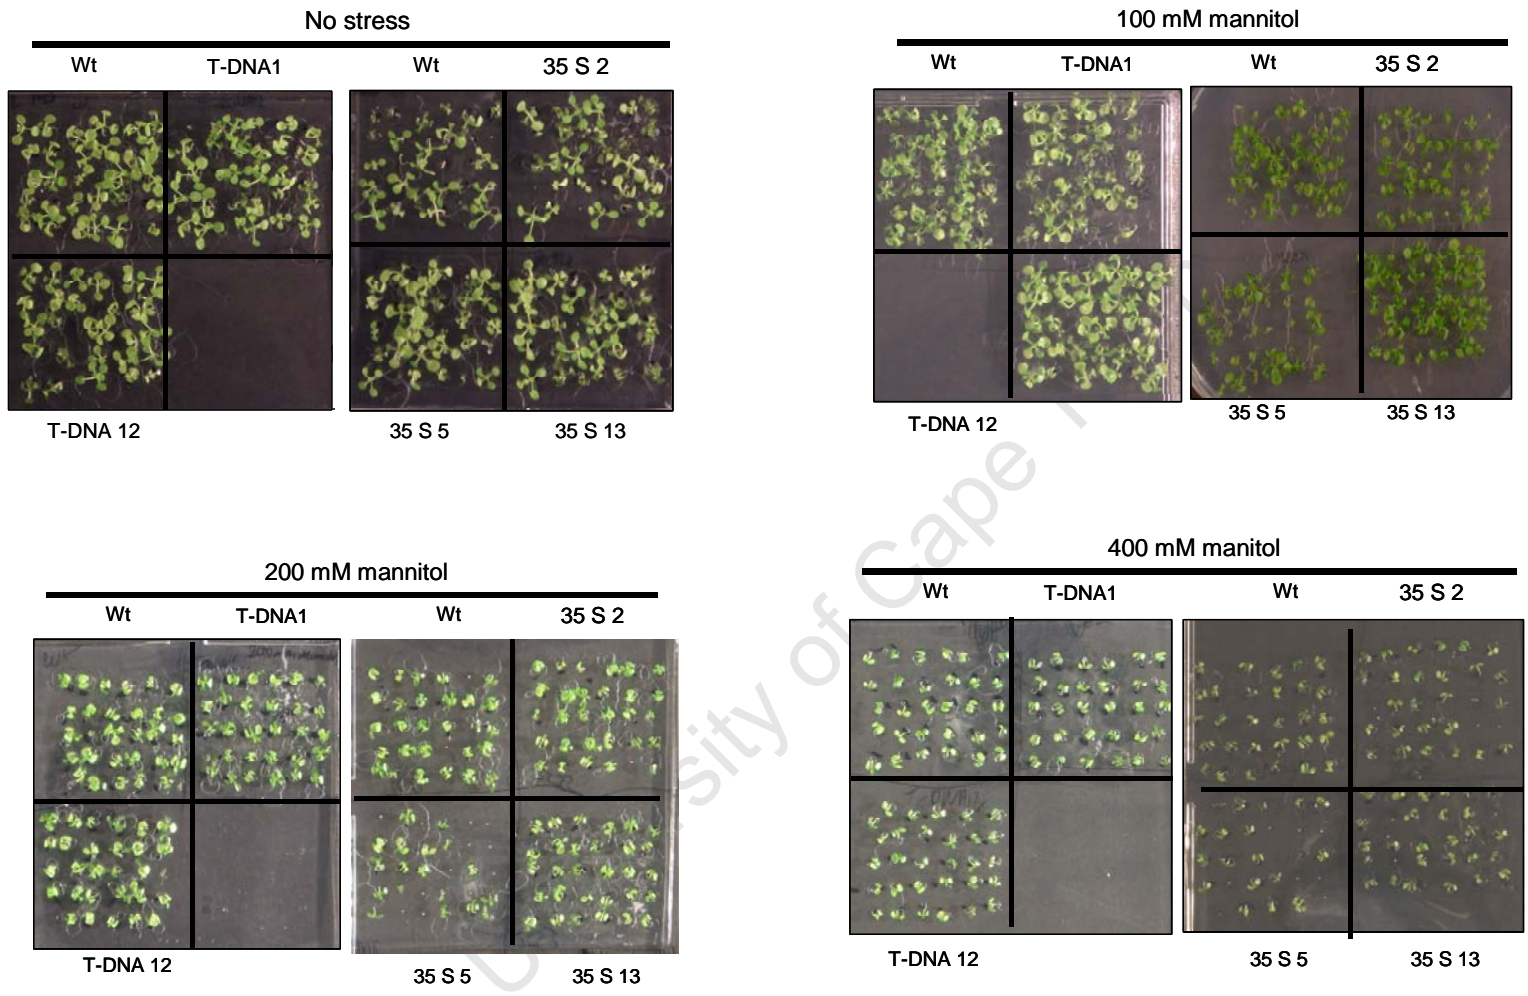 No stress
Wt T-DNA1 Wt 35 S 2
T-DNA 12 35 S 5 35 S 13
100 mM mannitol
Wt T-DNA1 Wt 35 S 2
T-DNA 12 35 S 5 35 S 13
200 mM mannitol
Wt T-DNA1 Wt 35 S 2
T-DNA 12 35 S 5 35 S 13
400 mM manitol
Wt T-DNA1 Wt 35 S 2
T-DNA 12 35 S 5 35 S 13
University of Cape